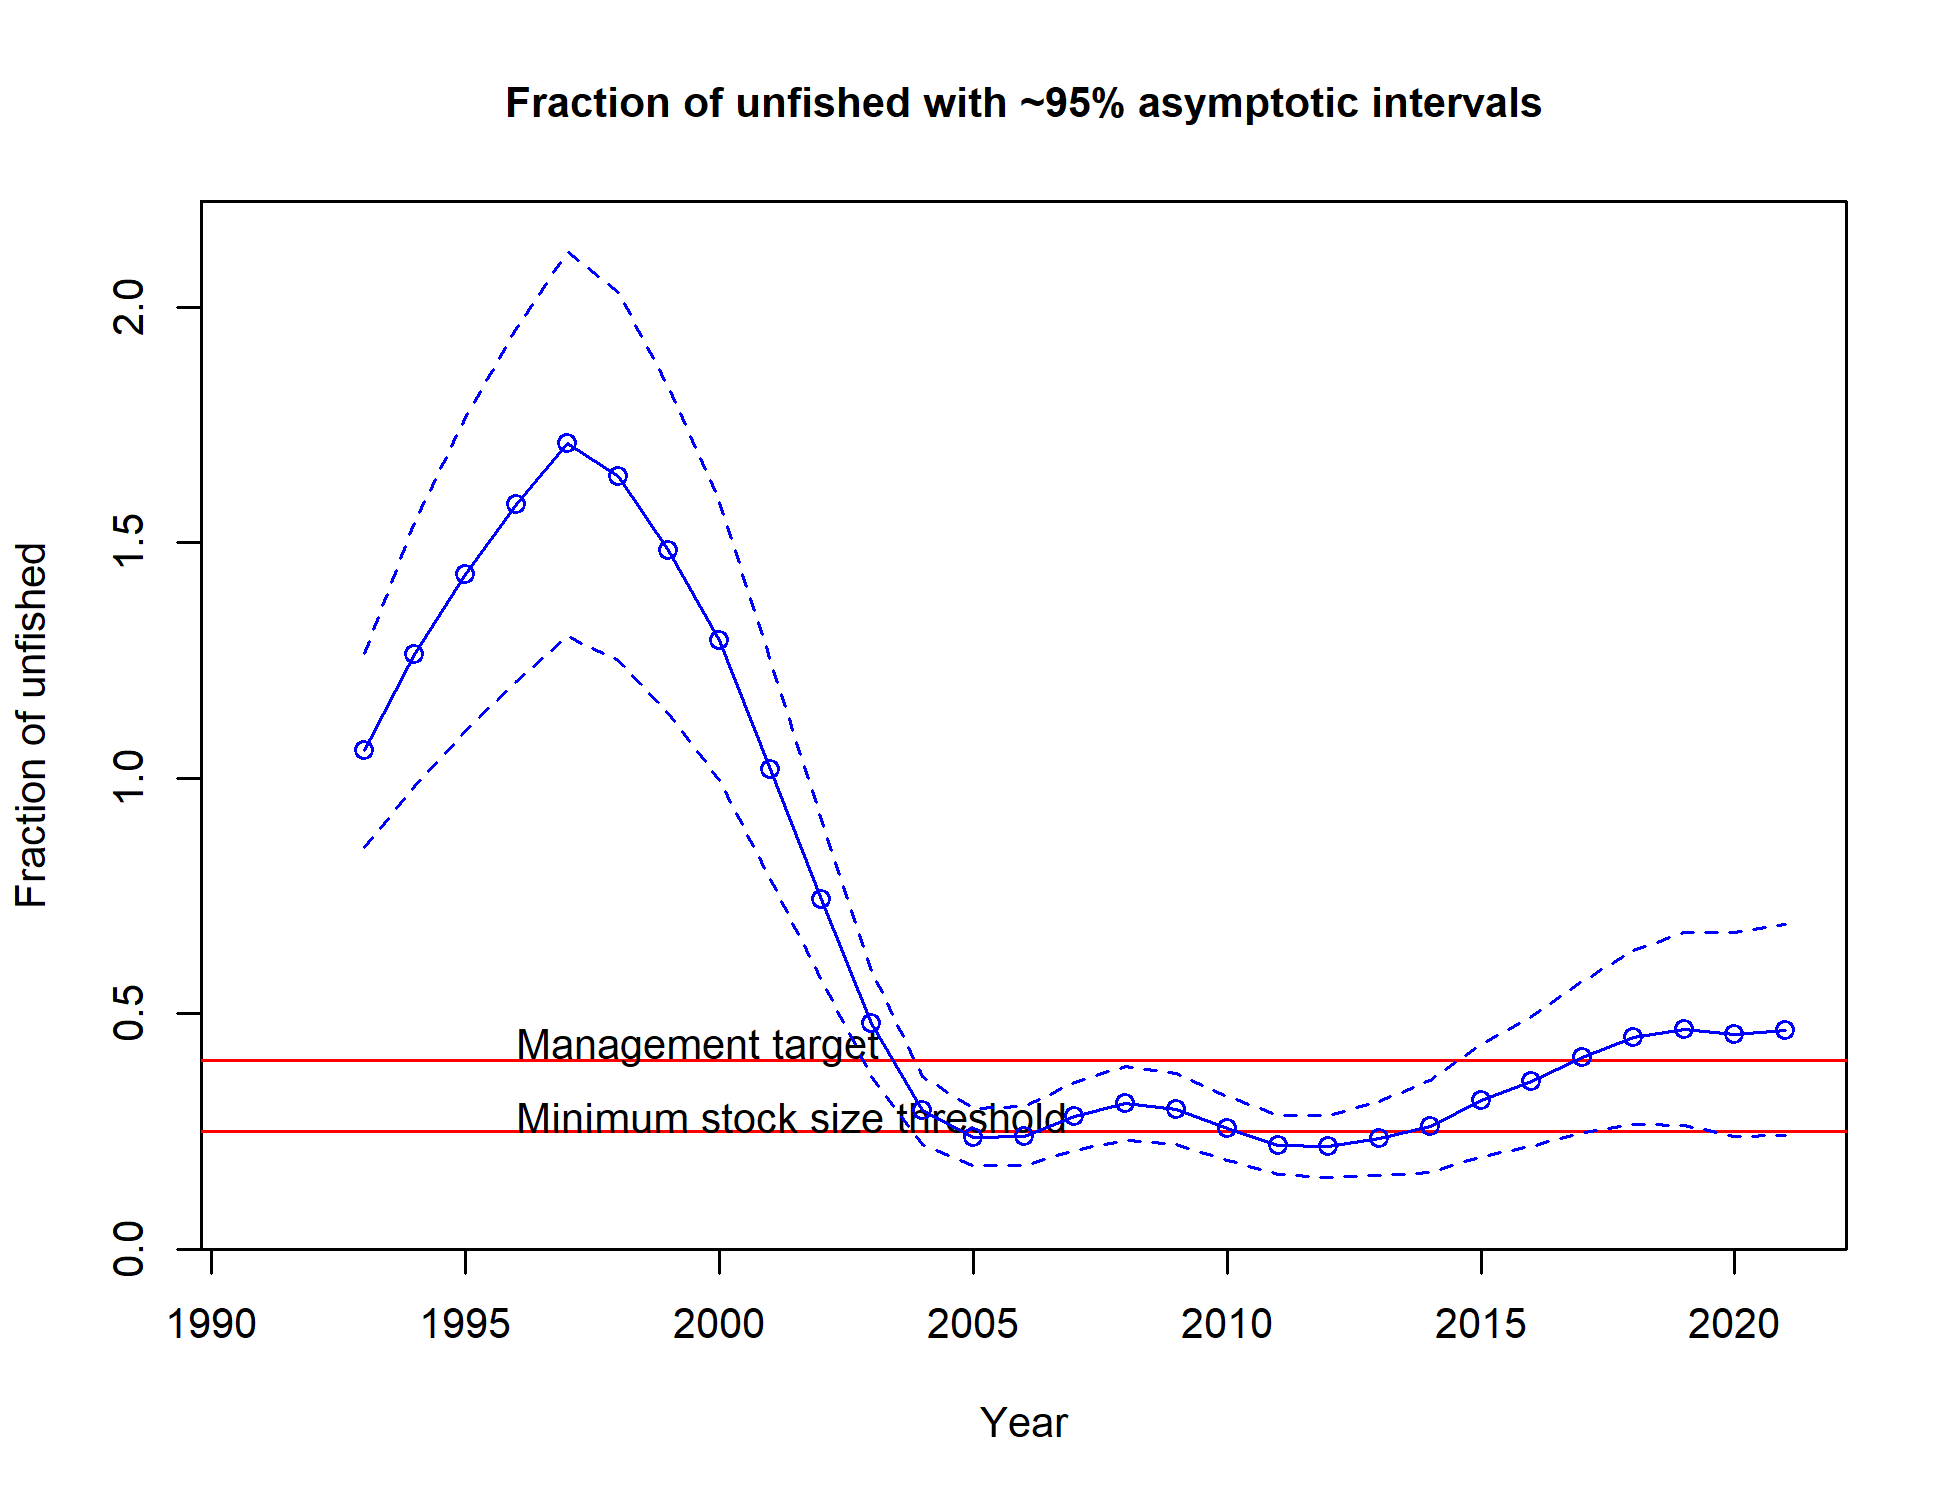 Fraction of unfished with ~95% asymptotic intervals
Fraction of unfished
2.0
1.5
1.0
0.5
0.0
Management target
Minimum stock size threshold
1990 1995 2000 2005 2010 2015 2020
Year